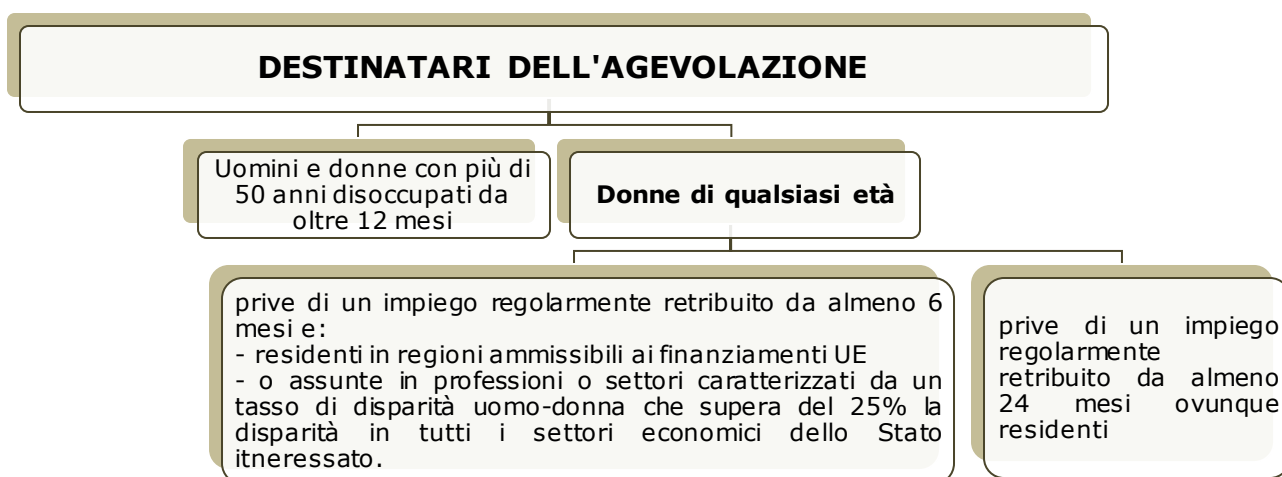 DESTINATARI DELL'AGEVOLAZIONE
Uomini e donne con più di
50 anni disoccupati da
oltre 12 mesi
Donne di qualsiasi età
prive di un impiego regolarmente retribuito da almeno 6
mesi e:
- residenti in regioni ammissibili ai finanziamenti UE
- o assunte in professioni o settori caratterizzati da un
tasso di disparità uomo-donna che supera del 25% la
disparità in tutti i settori economici dello Stato
itneressato.
prive di un impiego
regolarmente
retribuito da almeno
24 mesi ovunque
residenti